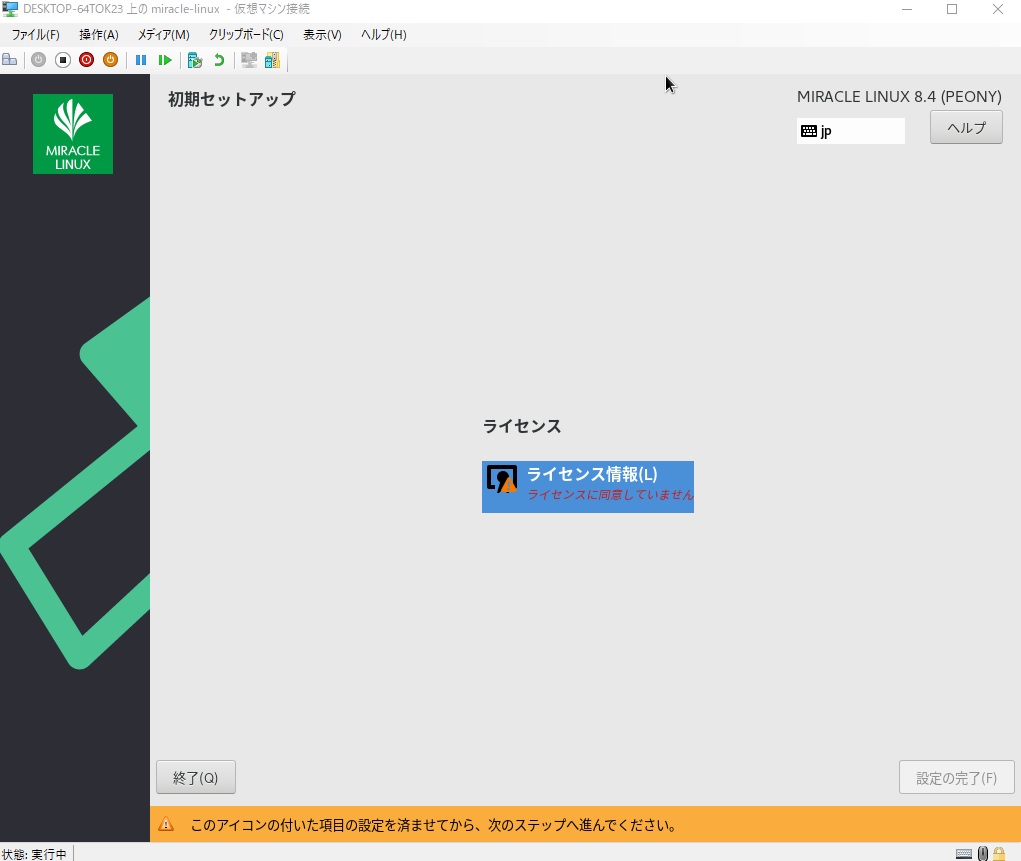 DESKTOP-64TOK23 上の miracle-linux - 仮想マシン接続
ファイル(F) 操作(A) メディア(M) クリップボード(C) 表示(V) ヘルプ(H)
MIRACLE
LINUX
初期セットアップ
MIRACLE LINUX 8.4 (PEONY)
jp
ヘルプ
ライセンス
ライセンス情報(L)
ライセンスに同意していません
終了(Q)
設定の完了(F)
このアイコンの付いた項目の設定を済ませてから、次のステップへ進んでください。
状態: 実行中